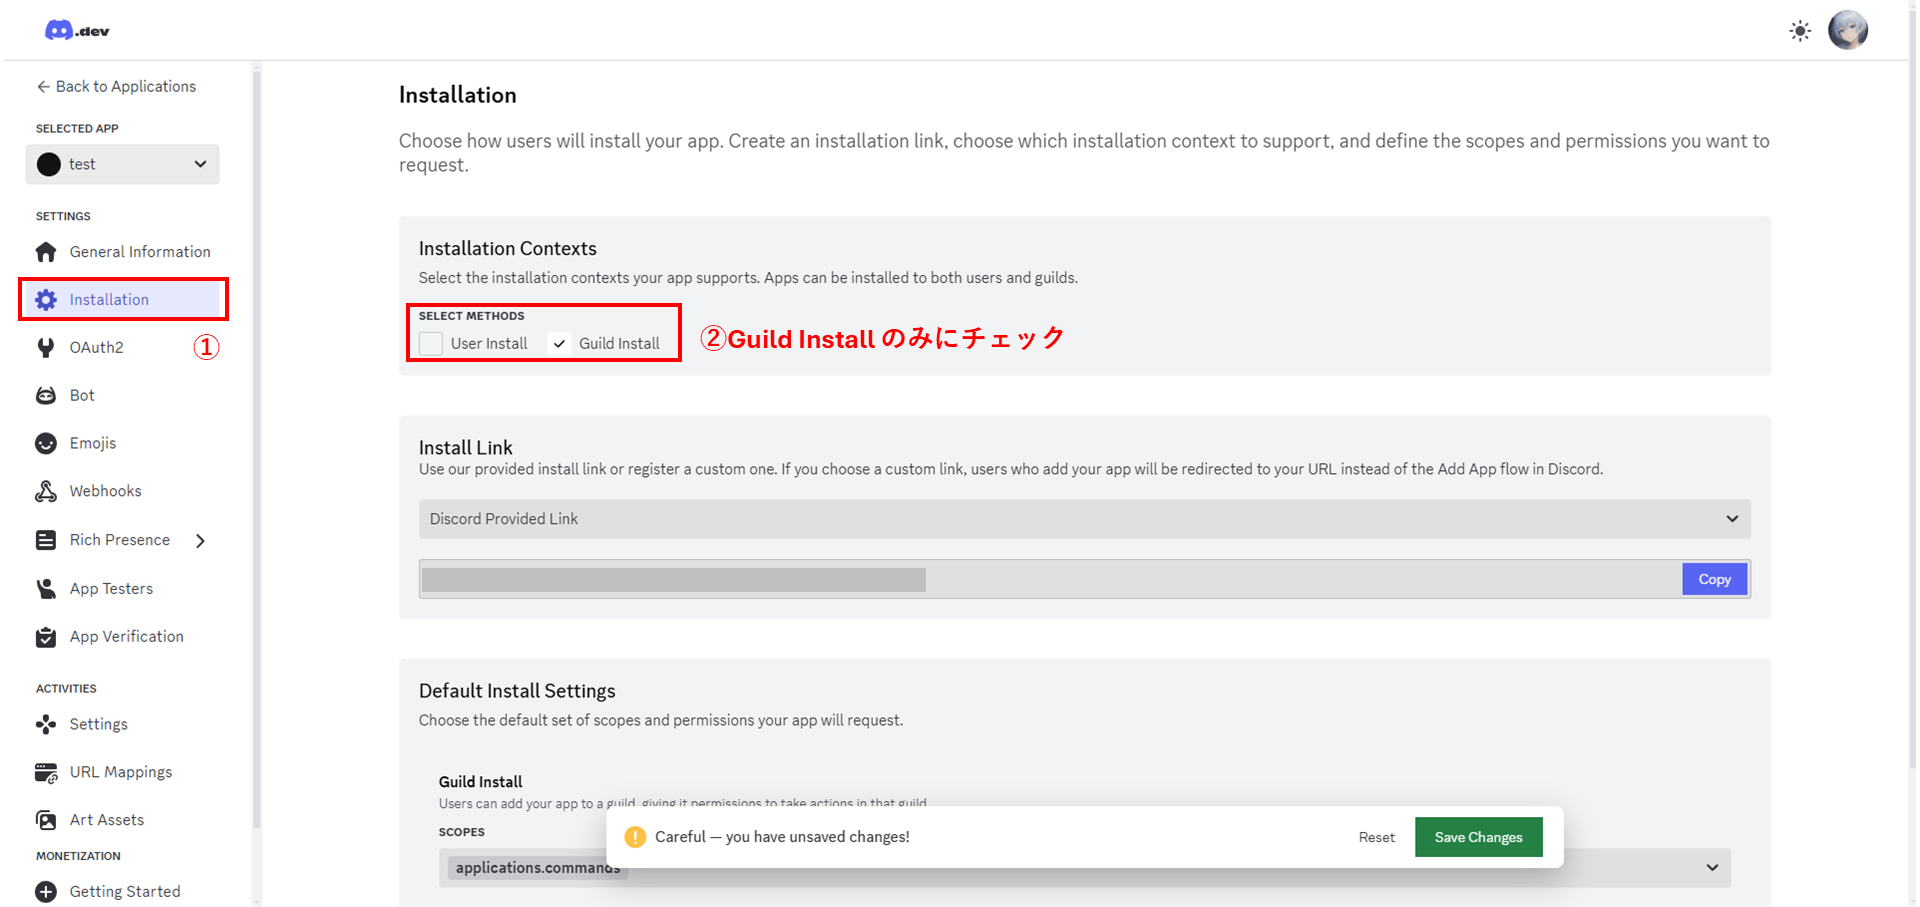 .dev
Back to Applications
SELECTED APP
test
SETTINGS
General Information
Installation
OAuth2
①
Bot
Emojis
Webhooks
Rich Presence
App Testers
App Verification
ACTIVITIES
Settings
URL Mappings
Art Assets
MONETIZATION
Getting Started
Installation
Choose how users will install your app. Create an installation link, choose which installation context to support, and define the scopes and permissions you want to
request.
Installation Contexts
Select the installation contexts your app supports. Apps can be installed to both users and guilds.
SELECT METHODS
User Install
Guild Install
②Guild Install のみにチェック
Install Link
Use our provided install link or register a custom one. If you choose a custom link, users who add your app will be redirected to your URL instead of the Add App flow in Discord.
Discord Provided Link
Copy
Default Install Settings
Choose the default set of scopes and permissions your app will request.
Guild Install
Users can add your app to a guild, giving it permissions to take actions in that guild
SCOPES
applications.commands
Careful — you have unsaved changes!
Reset
Save Changes